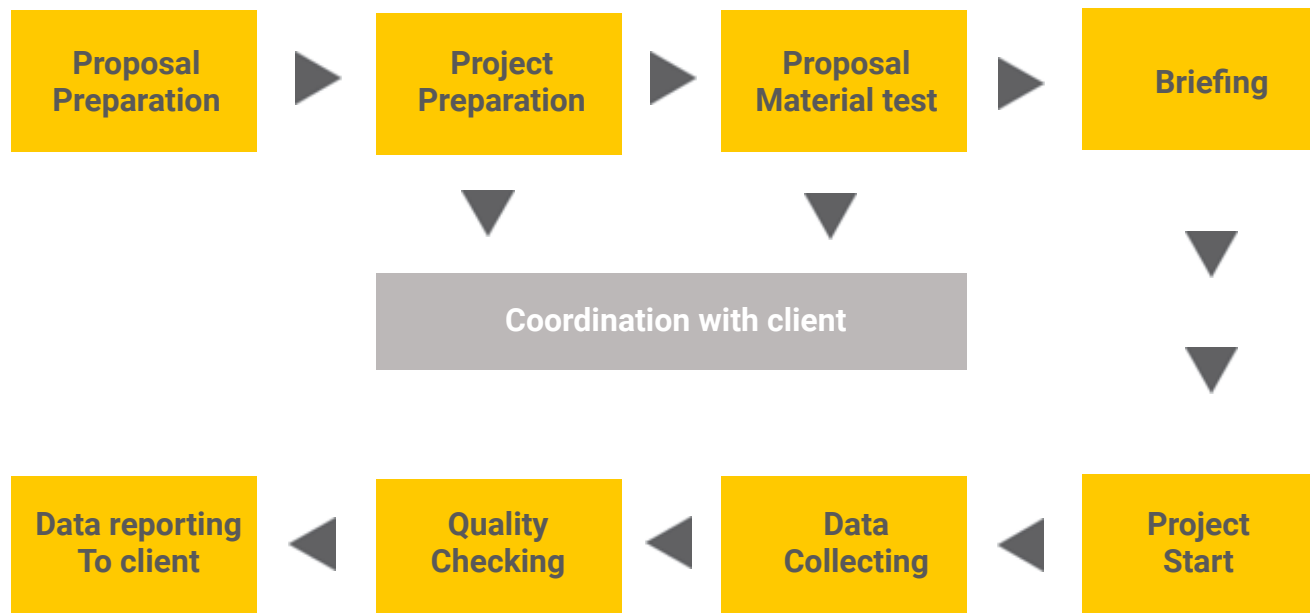 Proposal
Preparation
Project
Preparation
Proposal
Material test
Briefing
Coordination with client
Data reporting
To client
Quality
Checking
Data
Collecting
Project
Start